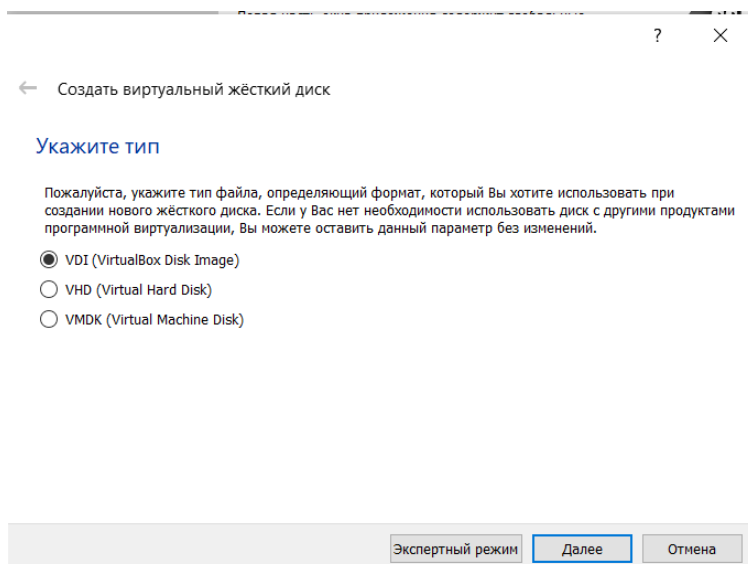 ?
Создать виртуальный жёсткий диск
Укажите тип
Пожалуйста, укажите тип файла, определяющий формат, который Вы хотите использовать при
создании нового жёсткого диска. Если у Вас нет необходимости использовать диск с другими продуктами
программной виртуализации, Вы можете оставить данный параметр без изменений.
VDI (VirtualBox Disk Image)
VHD (Virtual Hard Disk)
VMDK (Virtual Machine Disk)
Экспертный режим Далее Отмена